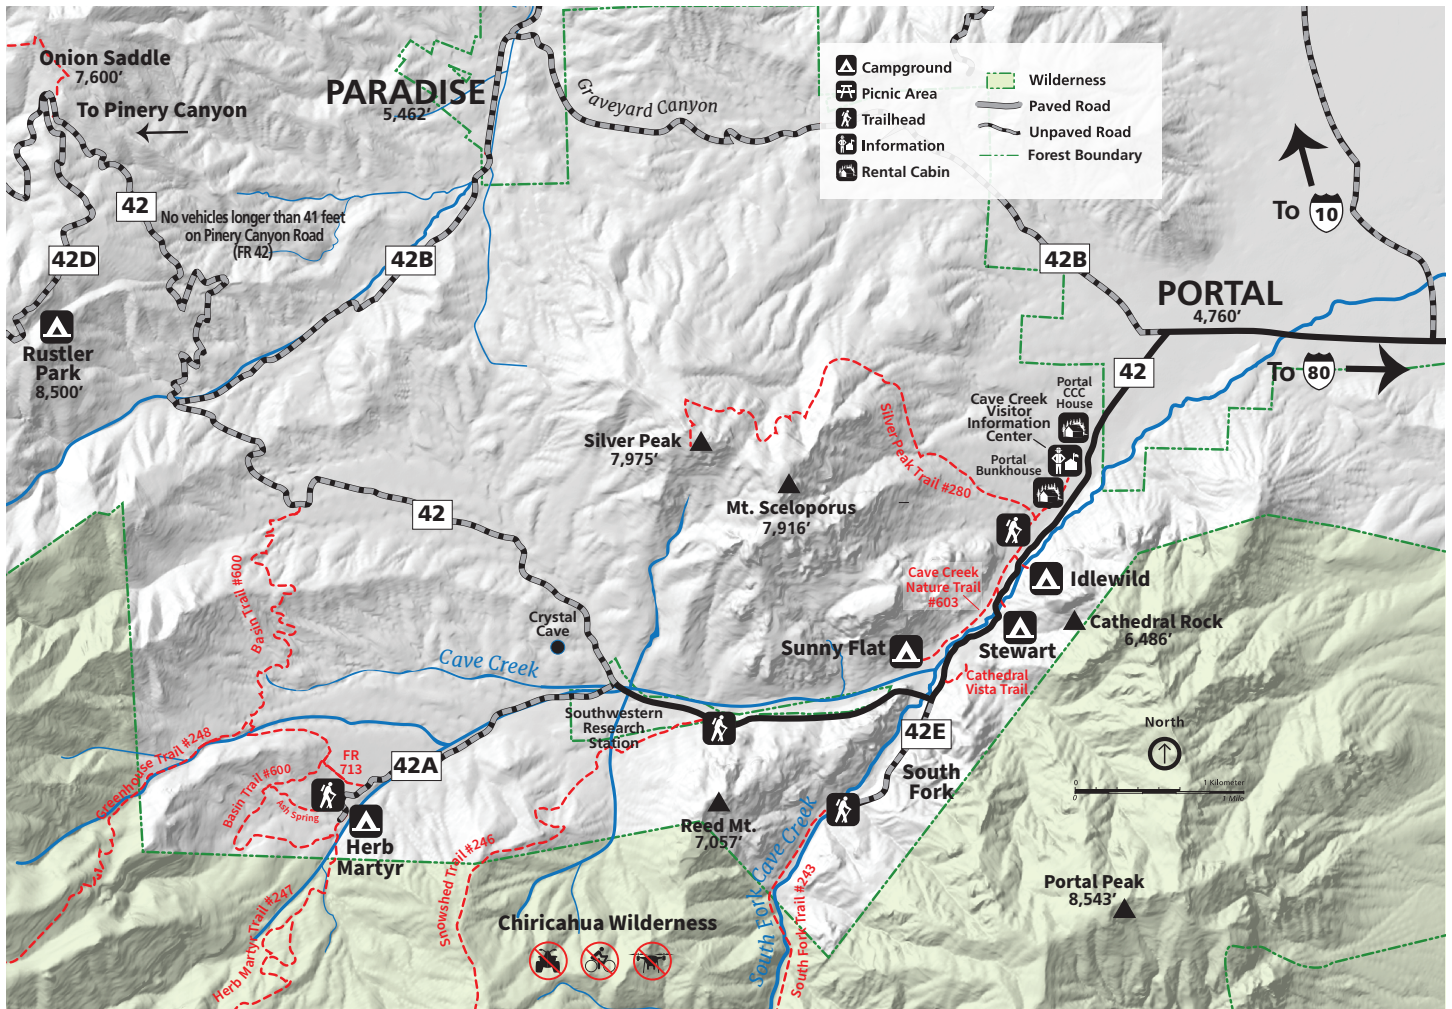 Onion Saddle
7,600’
To Pinery Canyon
PARADISE
5,462’
Graveyard Canyon
Campground
Picnic Area
Trailhead
Information
Rental Cabin
Wilderness
Paved Road
Unpaved Road
Forest Boundary
To 10
42
No vehicles longer than 41 feet
on Pinery Canyon Road
(FR 42)
42D
42B
42B
PORTAL
4,760’
Rustler
Park
8,500’
To 80
42
Portal
CCC
House
Cave Creek
Visitor
Information
Center
Portal
Bunkhouse
Silver Peak
7,975’
Silver Peak Trail #280
Mt. Sceloporus
7,916’
42
Basin Trail #600
Cave Creek
Nature Trail
#603
Idlewild
Crystal
Cave
Cathedral Rock
6,486’
Sunny Flat
Stewart
Cave Creek
Cathedral
Vista Trail
Southwestern
Research
Station
42E
South
Fork
North
0
1 Kilometer
0
1 Mile
Greenhouse Trail #248
FR
713
42A
Basin Trail #600
Ash Spring
Herb
Martyr
Reed Mt.
7,057’
South Fork Cave Creek
South Fork Trail #243
Snowshed Trail #246
Herb Martyr Trail #247
Portal Peak
8,543’
Chiricahua Wilderness